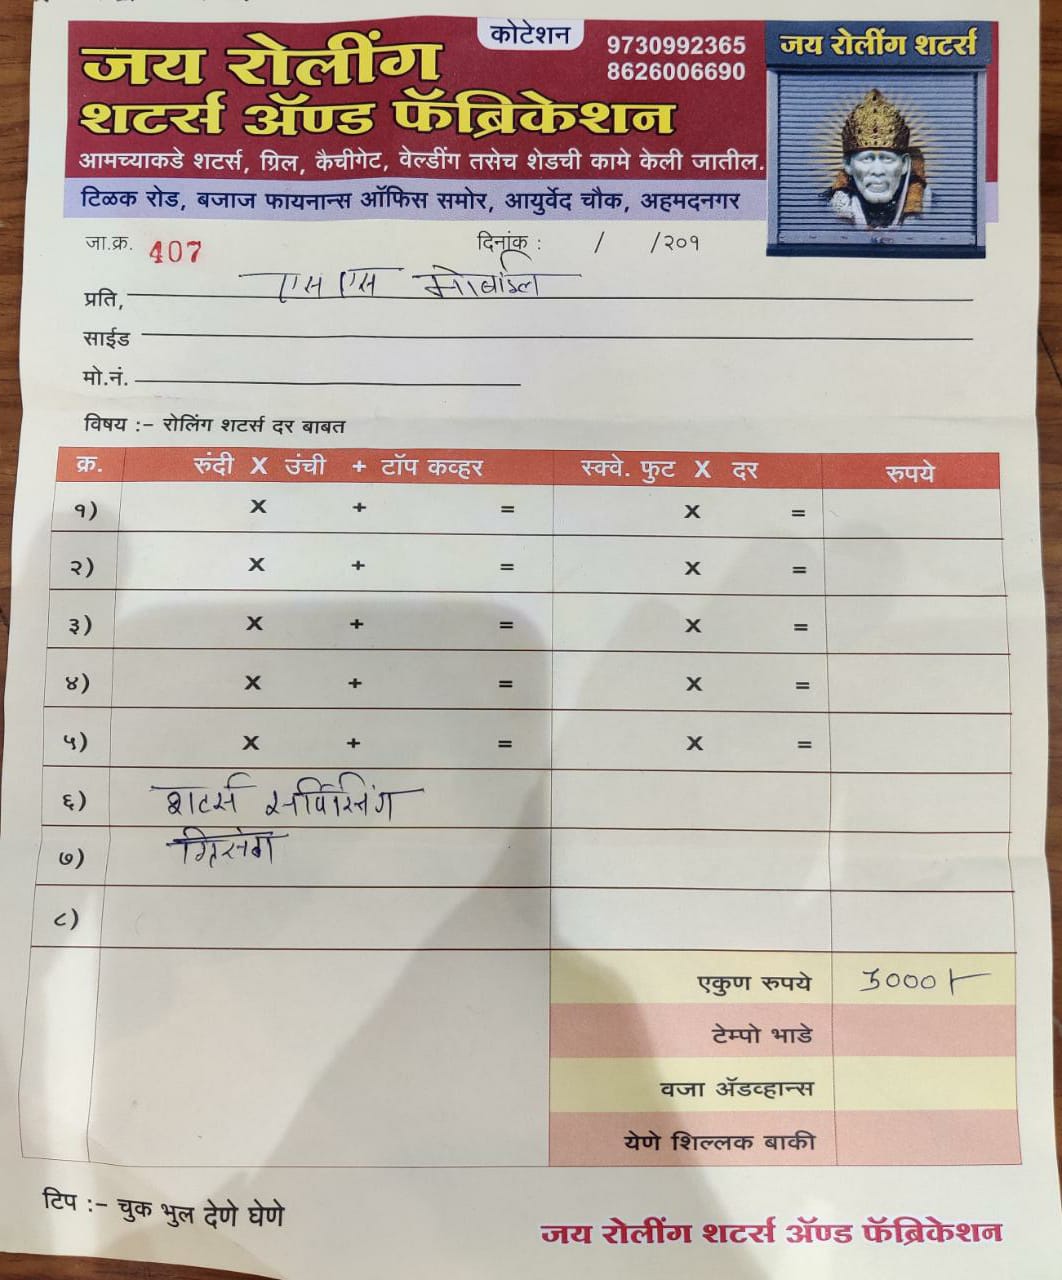 कोटेशन
जय रोलींग
शटर्स ॲण्ड फॅब्रिकेशन
9730992365
8626006690
जय रोलींग शटर्स
आमच्याकडे शटर्स, ग्रिल, कैचीगेट, वेल्डींग तसेच शेडची कामे केली जातील.
टिळक रोड, बजाज फायनान्स ऑफिस समोर, आयुर्वेद चौक, अहमदनगर
जा.क्र. 407 दिनांक : / /२०१
प्रति, एस एस मोबाईल
साईड
मो.नं.
विषय :- रोलिंग शटर्स दर बाबत
क्र. रुंदी X उंची + टॉप कव्हर स्क्वे. फुट X दर रुपये
१) X + = X =
२) X + = X =
३) X + = X =
४) X + = X =
५) X + = X =
६) शटर्स सर्विसिंग
७)
८)
एकुण रुपये 3000/-
टेम्पो भाडे
वजा ॲडव्हान्स
येणे शिल्लक बाकी
टिप :- चुक भुल देणे घेणे
जय रोलींग शटर्स ॲण्ड फॅब्रिकेशन